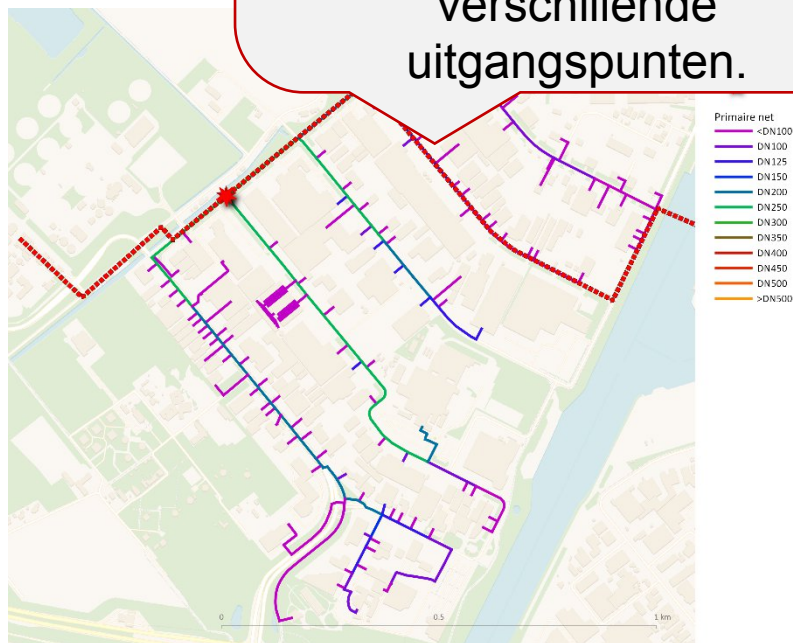 verschillende
uitgangspunten.
Primaire net
<DN100
DN100
DN125
DN150
DN200
DN250
DN300
DN350
DN400
DN450
DN500
>DN500
0
0.5
1 km